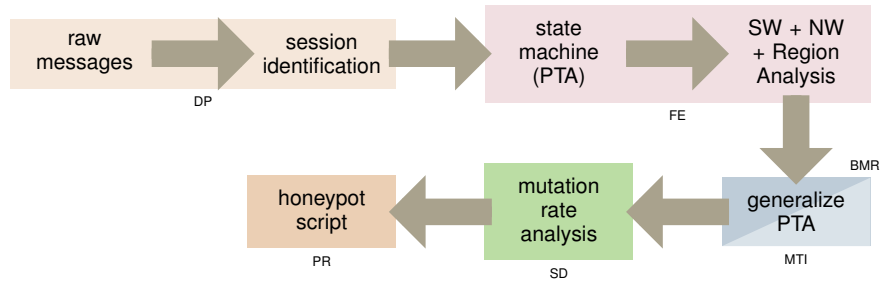 raw
messages
session
identification
state
machine
(PTA)
SW + NW
+ Region
Analysis
DP
FE
BMR
honeypot
script
mutation
rate
analysis
generalize
PTA
PR
SD
MTI